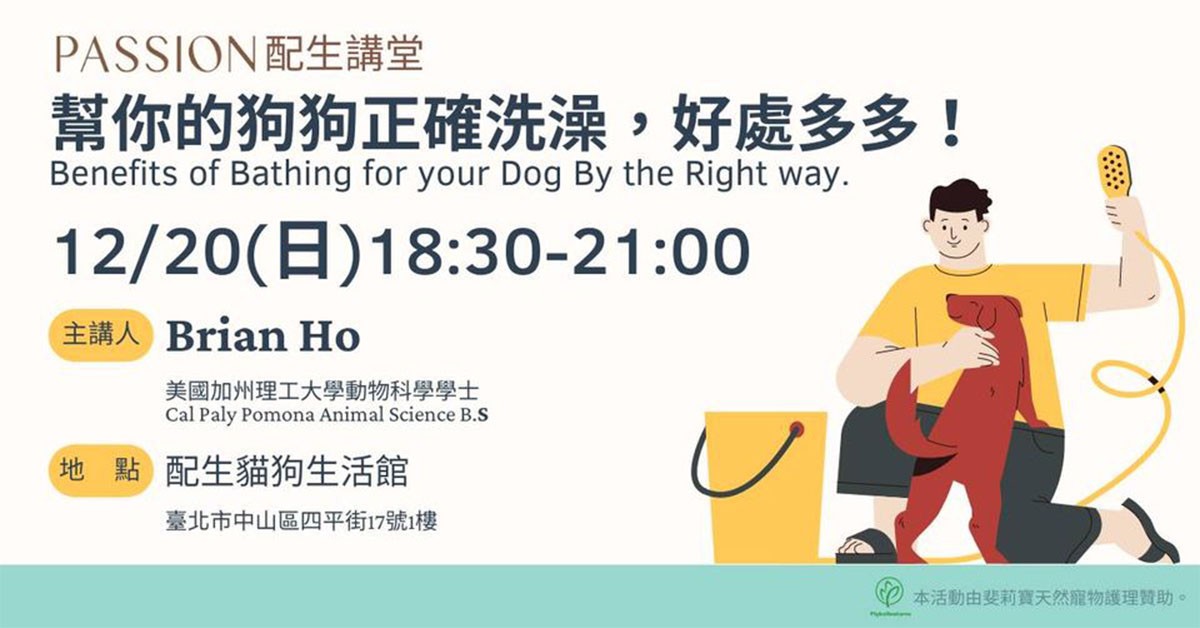 PASSION配生講堂
幫你的狗狗正確洗澡，好處多多！
Benefits of Bathing for your Dog By the Right way.
12/20(日)18:30-21:00
主講人 Brian Ho
美國加州理工大學動物科學學士
Cal Paly Pomona Animal Science B.S
地 點 配生貓狗生活館
臺北市中山區四平街17號1樓
本活動由斐莉寶天然寵物護理贊助。